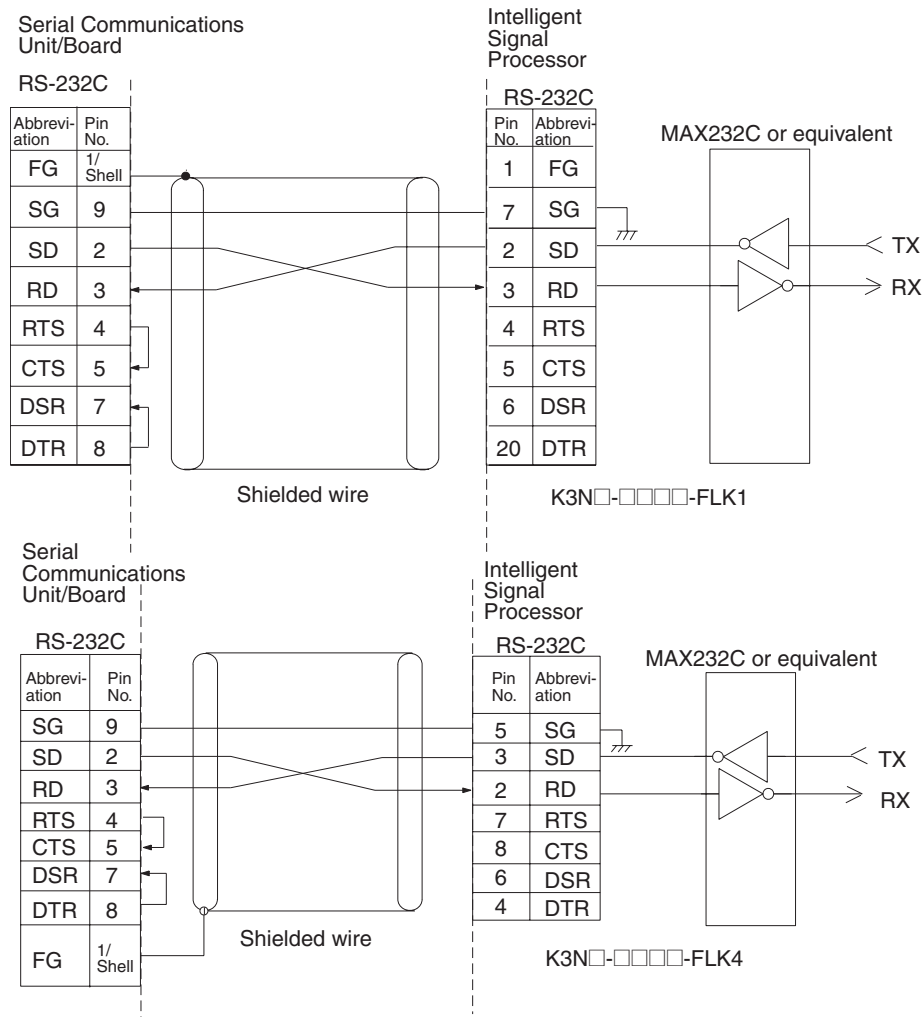 Serial Communications
Unit/Board
RS-232C
Abbrevi-
ation
Pin
No.
FG 1/
Shell
SG 9
SD 2
RD 3
RTS 4
CTS 5
DSR 7
DTR 8
Shielded wire
Intelligent
Signal
Processor
RS-232C
Pin
No.
Abbrevi-
ation
1 FG
7 SG
2 SD
3 RD
4 RTS
5 CTS
6 DSR
20 DTR
MAX232C or equivalent
TX
RX
K3N□-□□□□-FLK1
Serial
Communications
Unit/Board
RS-232C
Abbrevi-
ation
Pin
No.
SG 9
SD 2
RD 3
RTS 4
CTS 5
DSR 7
DTR 8
FG 1/
Shell
Shielded wire
Intelligent
Signal
Processor
RS-232C
Pin
No.
Abbrevi-
ation
5 SG
3 SD
2 RD
7 RTS
8 CTS
6 DSR
4 DTR
MAX232C or equivalent
TX
RX
K3N□-□□□□-FLK4